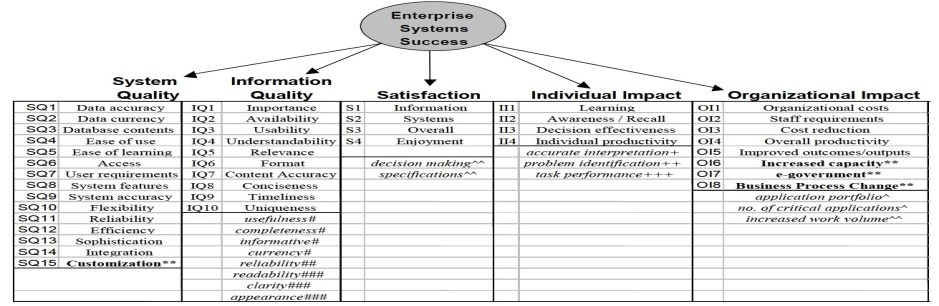 Enterprise
Systems
Success
System Quality
Information Quality
Satisfaction
Individual Impact
Organizational Impact
SQ1 Data accuracy IQ1 Importance S1 Information II1 Learning OI1 Organizational costs
SQ2 Data currency IQ2 Availability S2 Systems II2 Awareness / Recall OI2 Staff requirements
SQ3 Database contents IQ3 Usability S3 Overall II3 Decision effectiveness OI3 Cost reduction
SQ4 Ease of use IQ4 Understandability S4 Enjoyment II4 Individual productivity OI4 Overall productivity
SQ5 Ease of learning IQ5 Relevance accurate interpretation+ OI5 Improved outcomes/outputs
SQ6 Access IQ6 Format decision making^^ problem identification++ OI6 Increased capacity**
SQ7 User requirements IQ7 Content Accuracy specifications^^ task performance+++ OI7 e-government**
SQ8 System features IQ8 Conciseness OI8 Business Process Change**
SQ9 System accuracy IQ9 Timeliness application portfolio^
SQ10 Flexibility IQ10 Uniqueness no. of critical applications^
SQ11 Reliability usefulness# increased work volume^^
SQ12 Efficiency completeness#
SQ13 Sophistication informative#
SQ14 Integration currency#
SQ15 Customization** reliability##
readability###
clarity###
appearance###